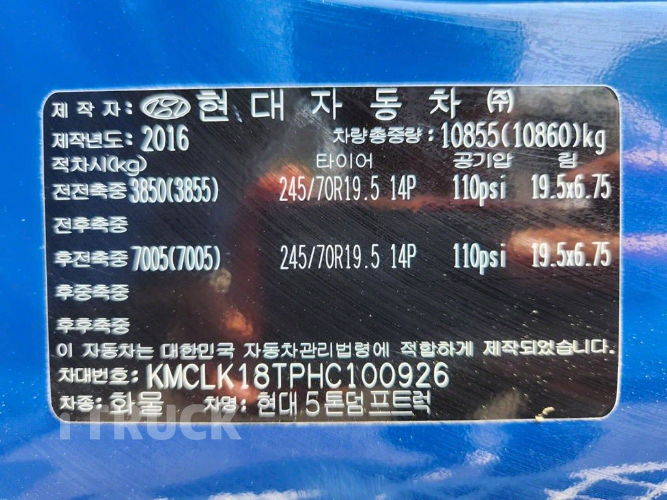 제 작 자: 현 대 자 동 차 ㈜
제작년도: 2016 차량총중량: 10855(10860)kg
적차시(kg) 타이어 공기압 림
전전축중 3850(3855) 245/70R19.5 14P 110psi 19.5x6.75
전후축중
후전축중 7005(7005) 245/70R19.5 14P 110psi 19.5x6.75
후중축중
후후축중
이 자동차는 대한민국 자동차관리법령에 적합하게 제작되었습니다.
차대번호: KMCLK18TPHC100926
차종: 화물 차명: 현대 5 톤덤 프트럭
iTRUCK